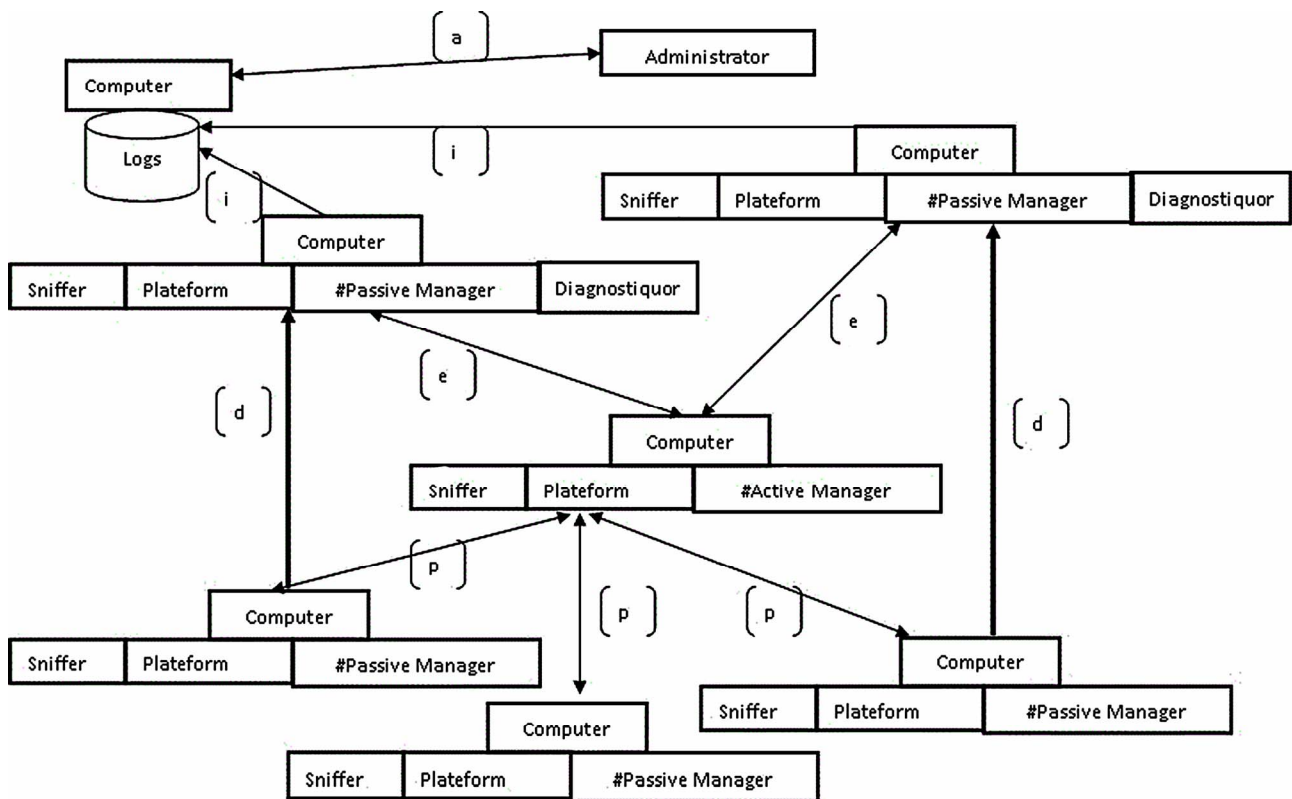 a
Administrator
Computer
Logs
i
Computer
Sniffer Plateform #Passive Manager Diagnostiquor
i
Computer
Sniffer Plateform #Passive Manager Diagnostiquor
e
e
d
d
Computer
Sniffer Plateform #Active Manager
p
p
p
Computer
Sniffer Plateform #Passive Manager
Computer
Sniffer Plateform #Passive Manager
Computer
Sniffer Plateform #Passive Manager